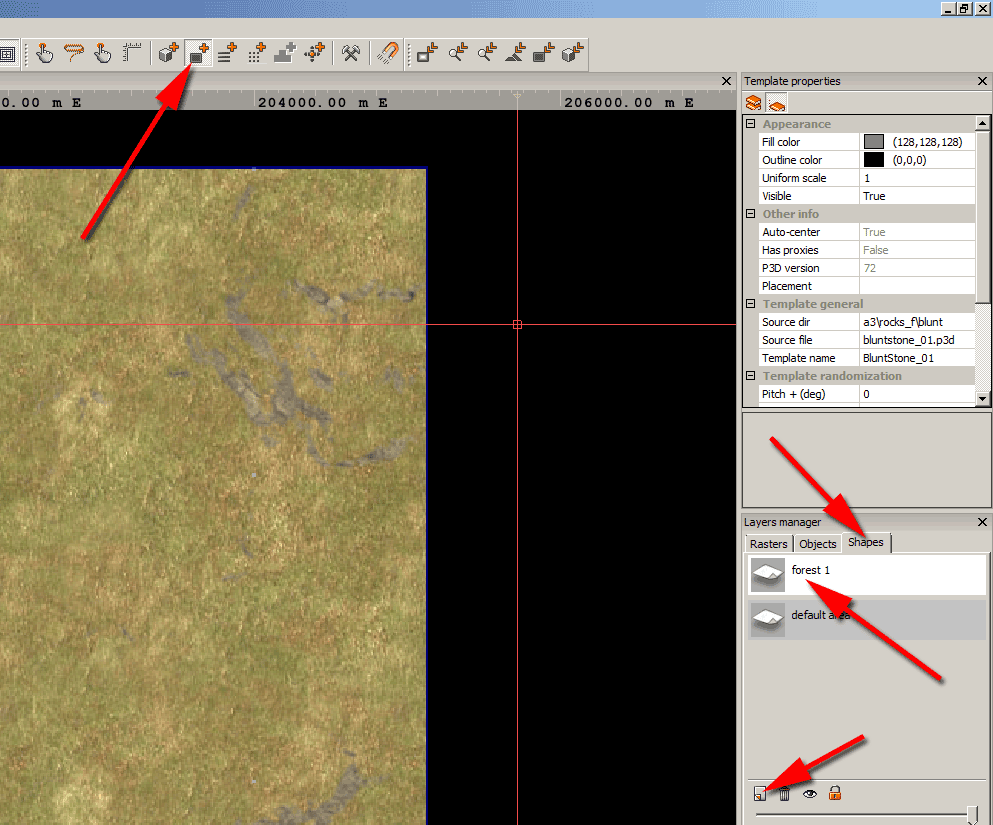 0.00 m E 204000.00 m E 206000.00 m E
Template properties
Appearance
Fill color (128,128,128)
Outline color (0,0,0)
Uniform scale 1
Visible True
Other info
Auto-center True
Has proxies False
P3D version 72
Placement
Template general
Source dir a3\rocks_f\blunt
Source file bluntstone_01.p3d
Template name BluntStone_01
Template randomization
Pitch + (deg) 0
Layers manager
Rasters Objects Shapes
forest 1
default area